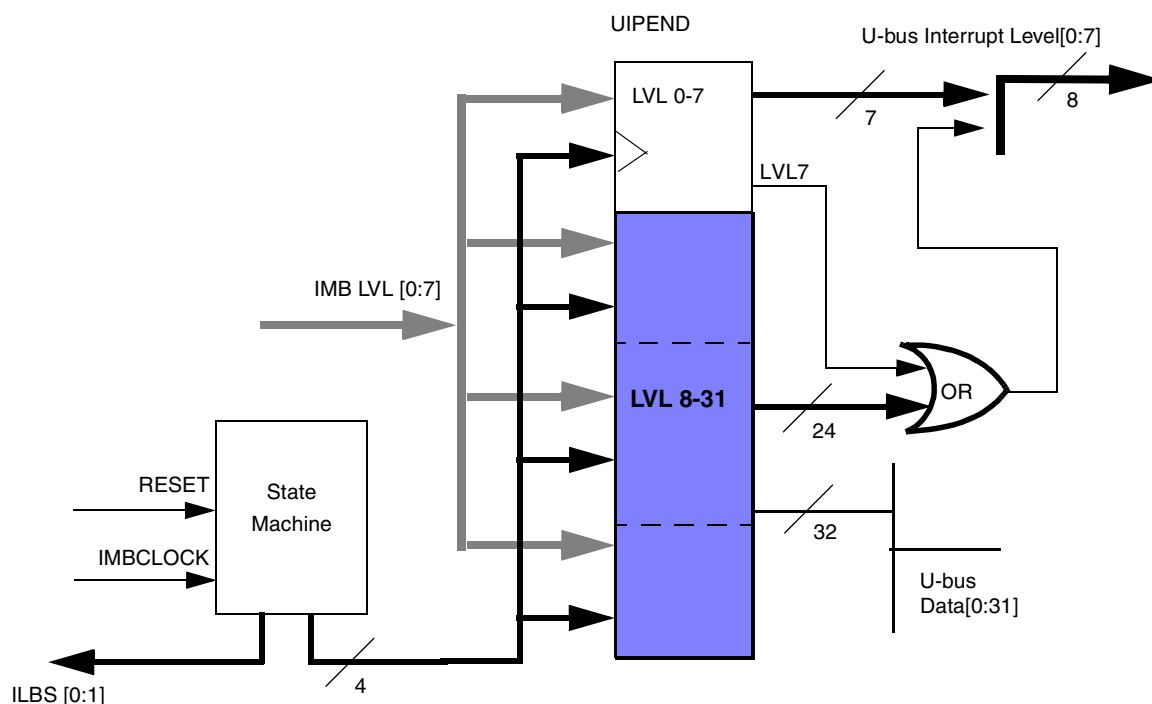 UIPEND
U-bus Interrupt Level[0:7]
LVL 0-7
7
8
LVL7
IMB LVL [0:7]
LVL 8-31
OR
24
RESET
State
Machine
IMBCLOCK
32
U-bus
Data[0:31]
4
ILBS [0:1]